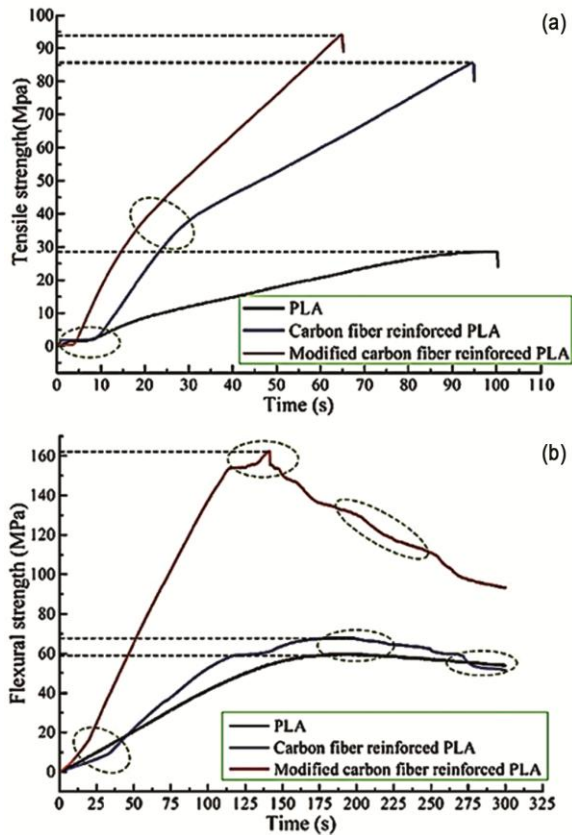 (a)
Tensile strength(Mpa)
100
90
80
70
60
50
40
30
20
10
0
PLA
Carbon fiber reinforced PLA
Modified carbon fiber reinforced PLA
0 10 20 30 40 50 60 70 80 90 100 110
Time (s)
(b)
Flexural strength (MPa)
160
140
120
100
80
60
40
20
0
PLA
Carbon fiber reinforced PLA
Modified carbon fiber reinforced PLA
0 25 50 75 100 125 150 175 200 225 250 275 300 325
Time (s)